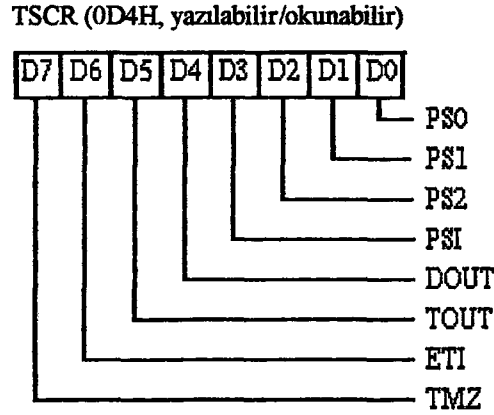 TSCR (0D4H, yazılabilir/okunabilir)
D7 D6 D5 D4 D3 D2 D1 D0
PS0
PS1
PS2
PSI
DOUT
TOUT
ETI
TMZ